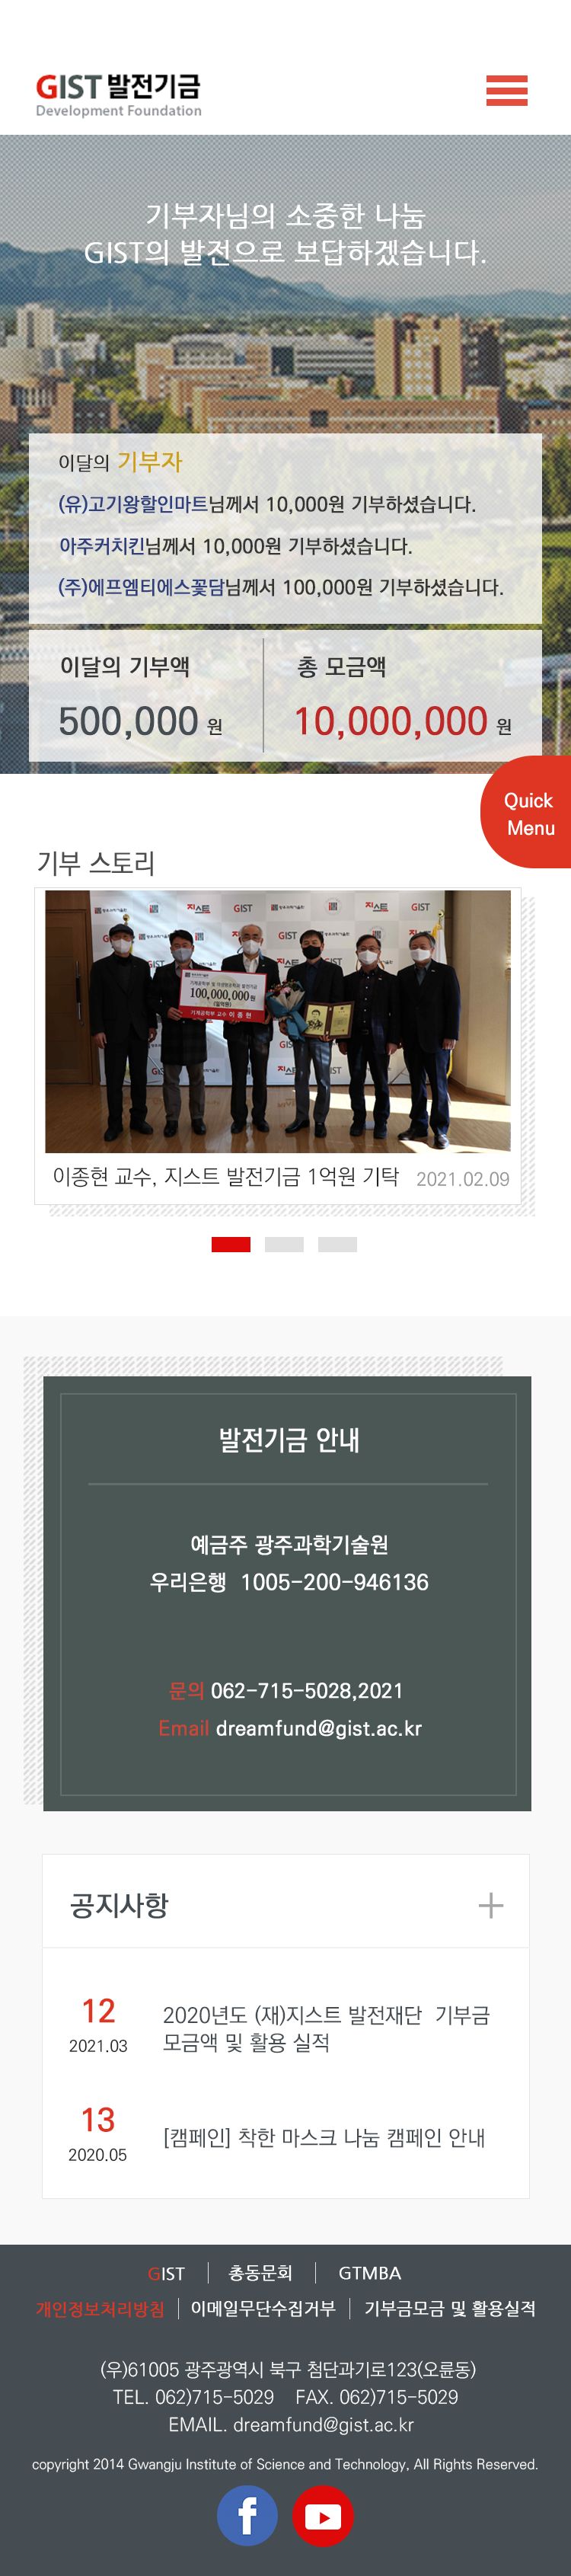 GIST 발전기금
Development Foundation
기부자님의 소중한 나눔
GIST의 발전으로 보답하겠습니다.
이달의 기부자
(유)고기왕할인마트님께서 10,000원 기부하셨습니다.
아주커치킨님께서 10,000원 기부하셨습니다.
(주)에프엠티에스꽃담님께서 100,000원 기부하셨습니다.
이달의 기부액
500,000 원
총 모금액
10,000,000 원
Quick
Menu
기부 스토리
GIST
GIST
GIST
지스트
100,000,000원
이종현 교수, 지스트 발전기금 1억원 기탁 2021.02.09
발전기금 안내
예금주 광주과학기술원
우리은행 1005-200-946136
문의 062-715-5028,2021
Email dreamfund@gist.ac.kr
공지사항
12
2021.03
2020년도 (재)지스트 발전재단 기부금
모금액 및 활용 실적
13
2020.05
[캠페인] 착한 마스크 나눔 캠페인 안내
GIST 총동문회 GTMBA
개인정보처리방침 이메일무단수집거부 기부금모금 및 활용실적
(우)61005 광주광역시 북구 첨단과기로123(오룡동)
TEL. 062)715-5029 FAX. 062)715-5029
EMAIL. dreamfund@gist.ac.kr
copyright 2014 Gwangju Institute of Science and Technology, All Rights Reserved.